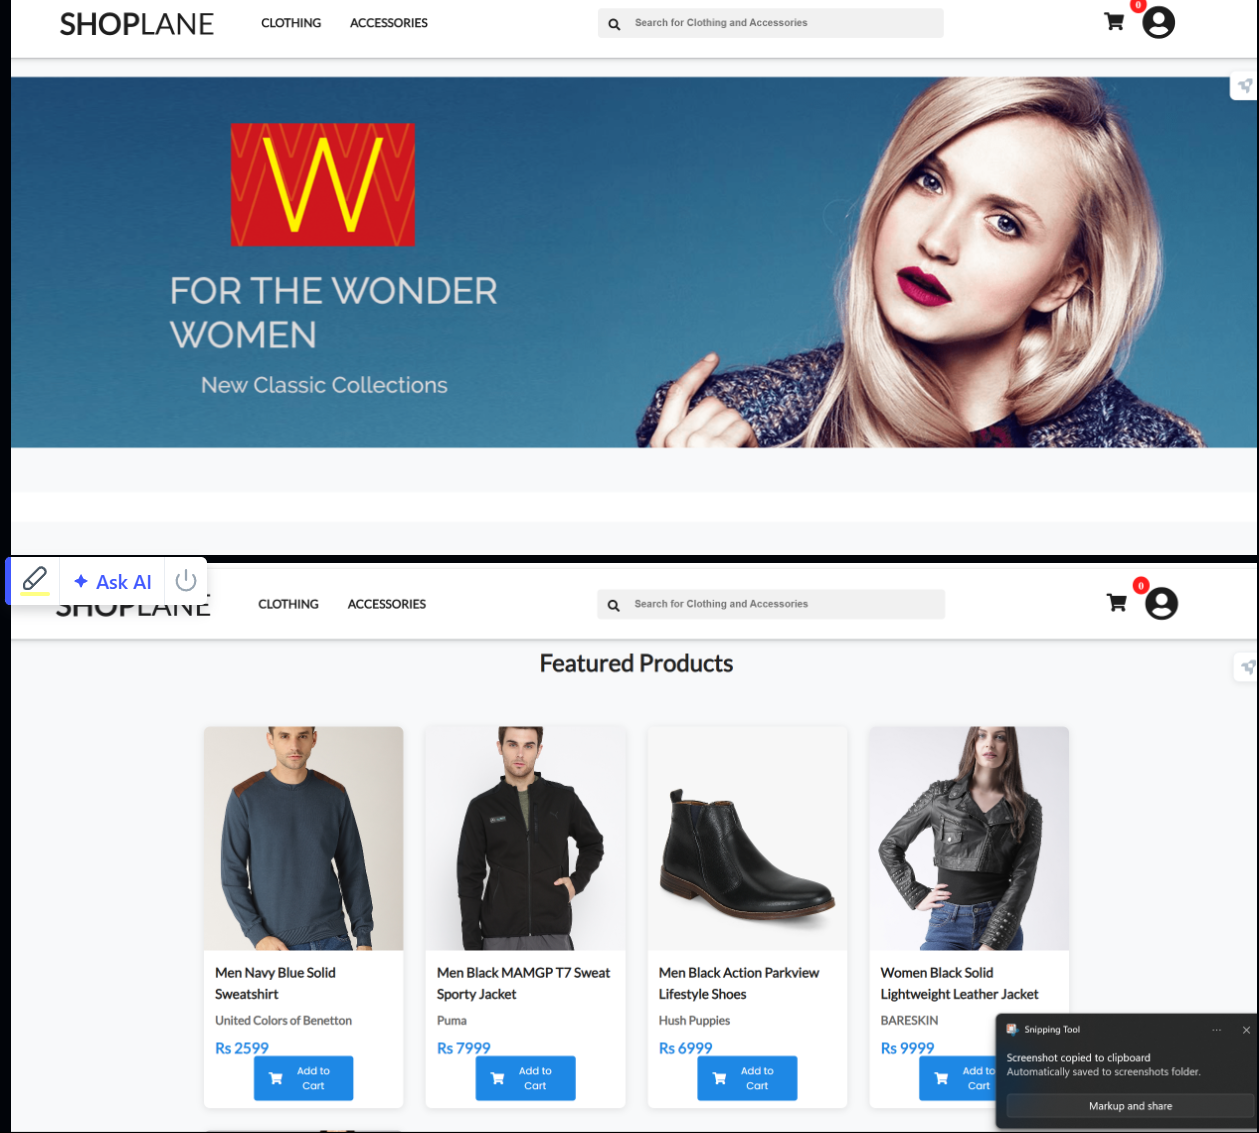 SHOPLANE
CLOTHING
ACCESSORIES
Search for Clothing and Accessories
0
W
FOR THE WONDER
WOMEN
New Classic Collections
Ask AI
SHOPLANE
CLOTHING
ACCESSORIES
Search for Clothing and Accessories
0
Featured Products
Men Navy Blue Solid
Sweatshirt
United Colors of Benetton
Rs 2599
Add to
Cart
Men Black MAMGP T7 Sweat
Sporty Jacket
Puma
Rs 7999
Add to
Cart
Men Black Action Parkview
Lifestyle Shoes
Hush Puppies
Rs 6999
Add to
Cart
Women Black Solid
Lightweight Leather Jacket
BARESKIN
Rs 9999
Add to
Cart
Snipping Tool
Screenshot copied to clipboard
Automatically saved to screenshots folder.
Markup and share